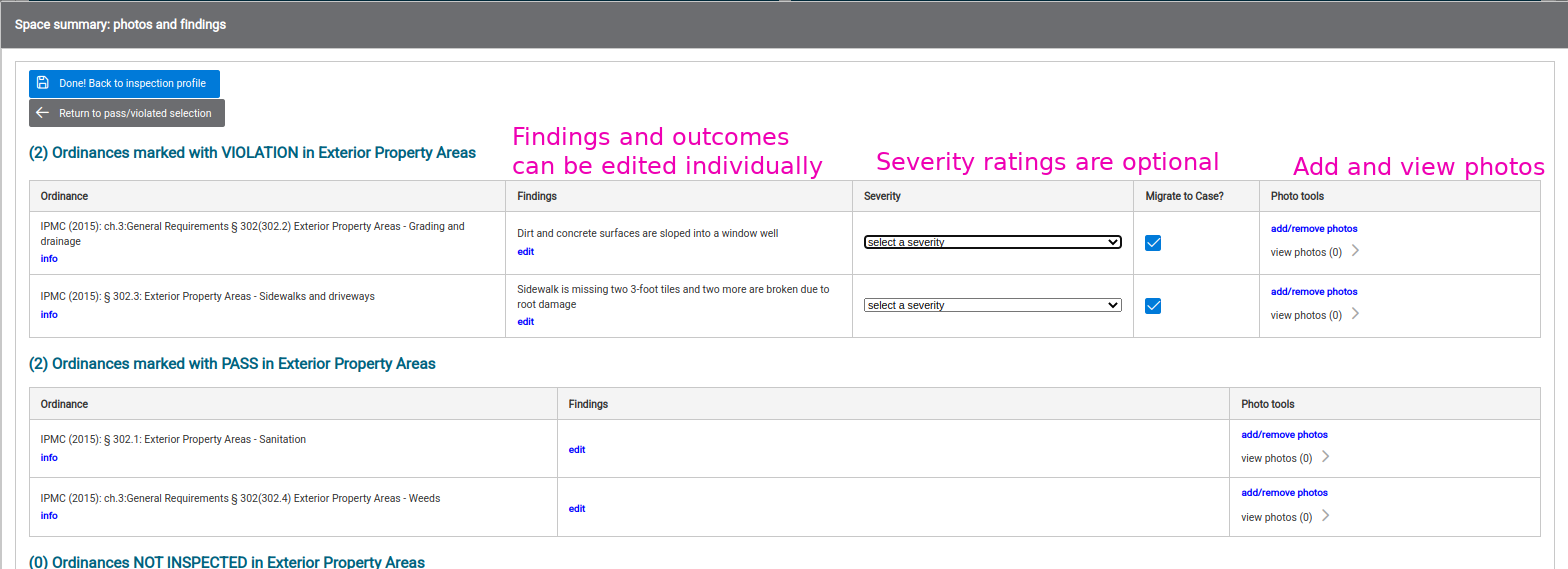 Space summary: photos and findings
Done! Back to inspection profile
Return to pass/violated selection
Findings and outcomes
can be edited individually
Severity ratings are optional
Add and view photos
(2) Ordinances marked with VIOLATION in Exterior Property Areas
Ordinance Findings Severity Migrate to Case? Photo tools
IPMC (2015): ch.3:General Requirements § 302(302.2) Exterior Property Areas - Grading and
drainage
info
Dirt and concrete surfaces are sloped into a window well
edit
select a severity
add/remove photos
view photos (0)
IPMC (2015): § 302.3: Exterior Property Areas - Sidewalks and driveways
info
Sidewalk is missing two 3-foot tiles and two more are broken due to
root damage
edit
select a severity
add/remove photos
view photos (0)
(2) Ordinances marked with PASS in Exterior Property Areas
Ordinance Findings Photo tools
IPMC (2015): § 302.1: Exterior Property Areas - Sanitation
info
edit
add/remove photos
view photos (0)
IPMC (2015): ch.3:General Requirements § 302(302.4) Exterior Property Areas - Weeds
info
edit
add/remove photos
view photos (0)
(0) Ordinances NOT INSPECTED in Exterior Property Areas